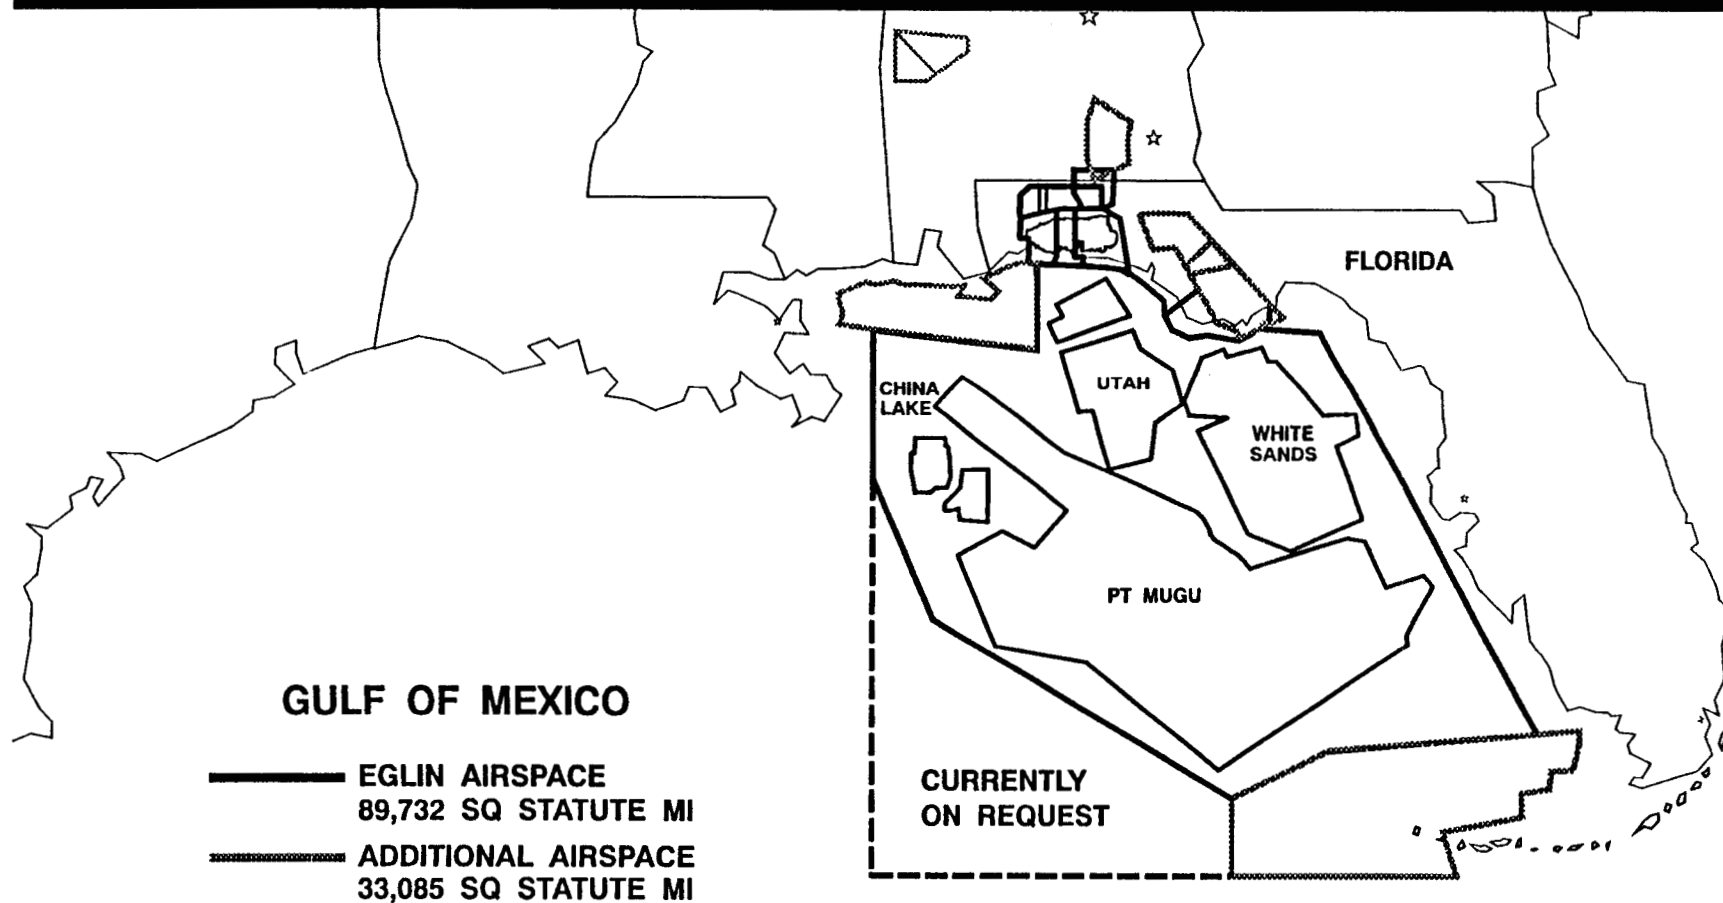 FLORIDA
CHINA
LAKE
UTAH
WHITE
SANDS
PT MUGU
GULF OF MEXICO
EGLIN AIRSPACE
89,732 SQ STATUTE MI
ADDITIONAL AIRSPACE
33,085 SQ STATUTE MI
CURRENTLY
ON REQUEST